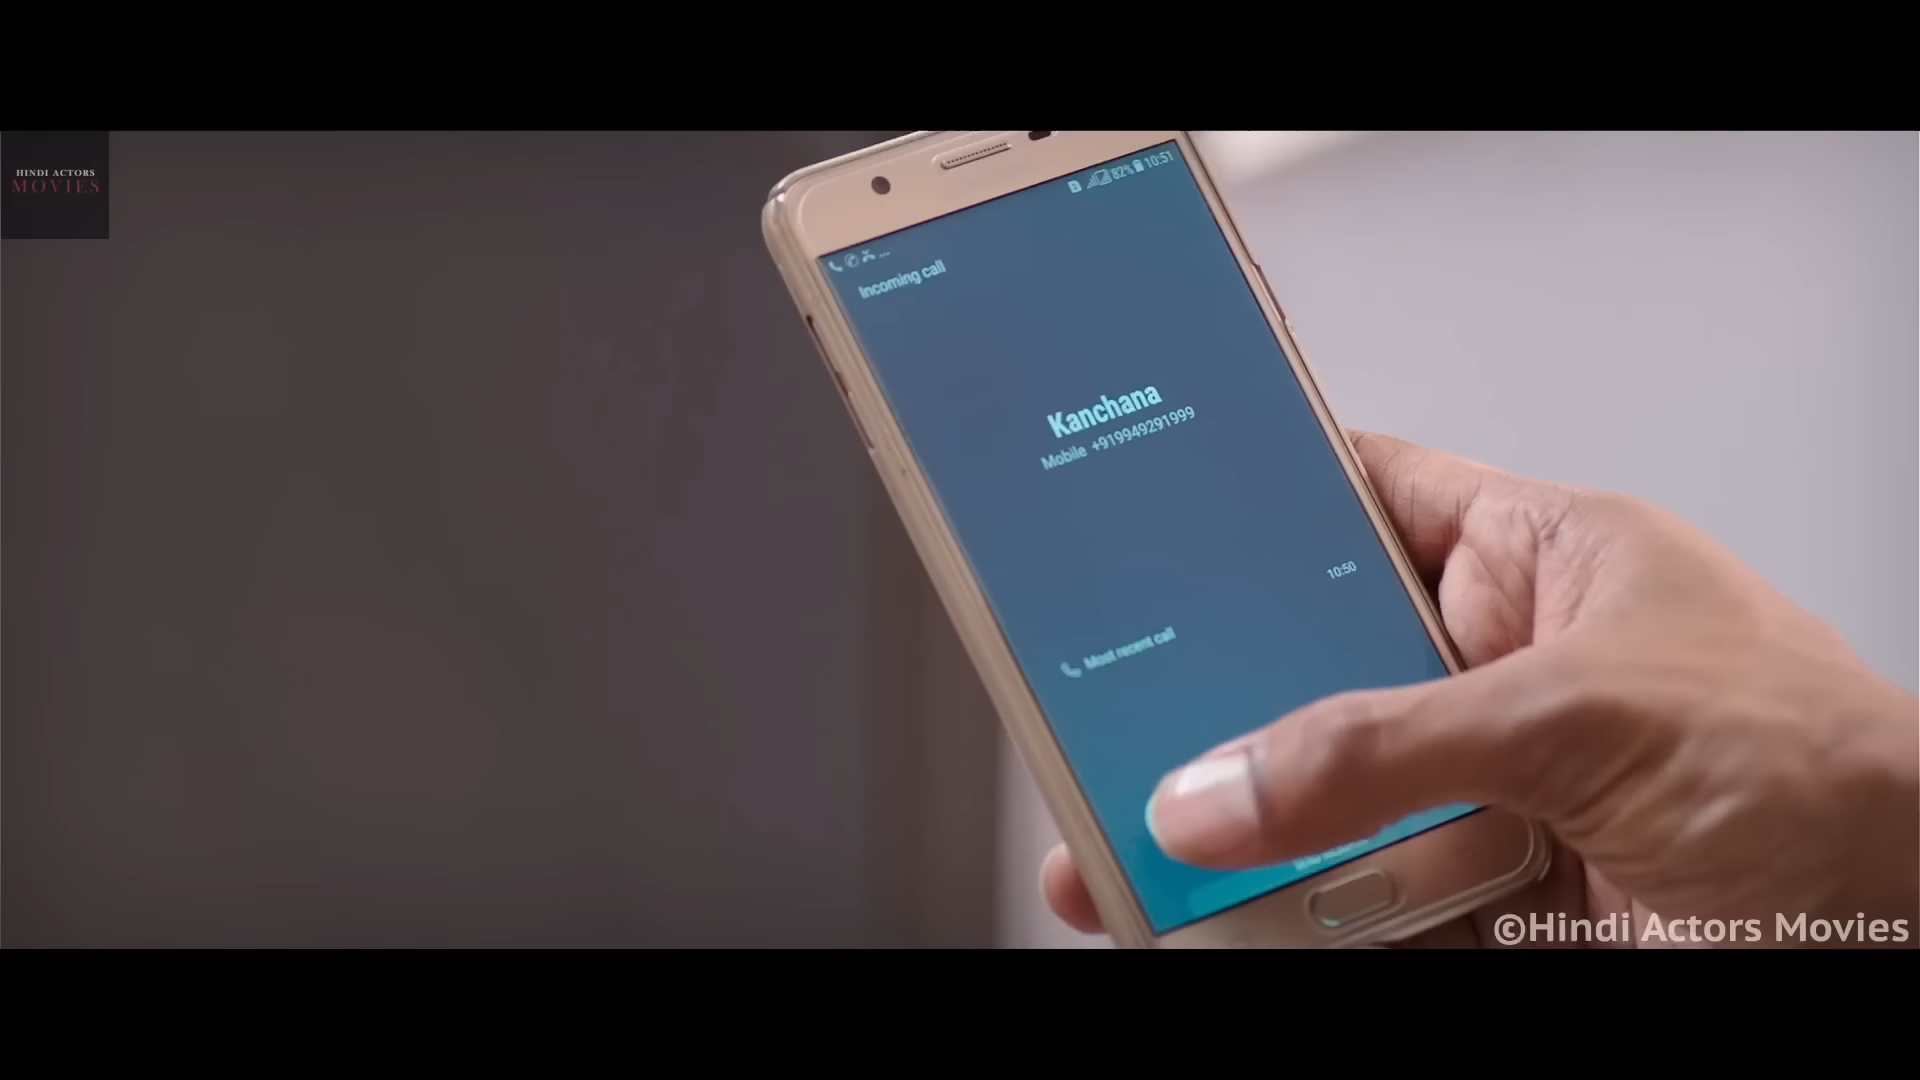 HINDI ACTORS
MOVIES
82% 10:51
Incoming call
Kanchana
Mobile +919949291999
10:50
Most recent call
©Hindi Actors Movies